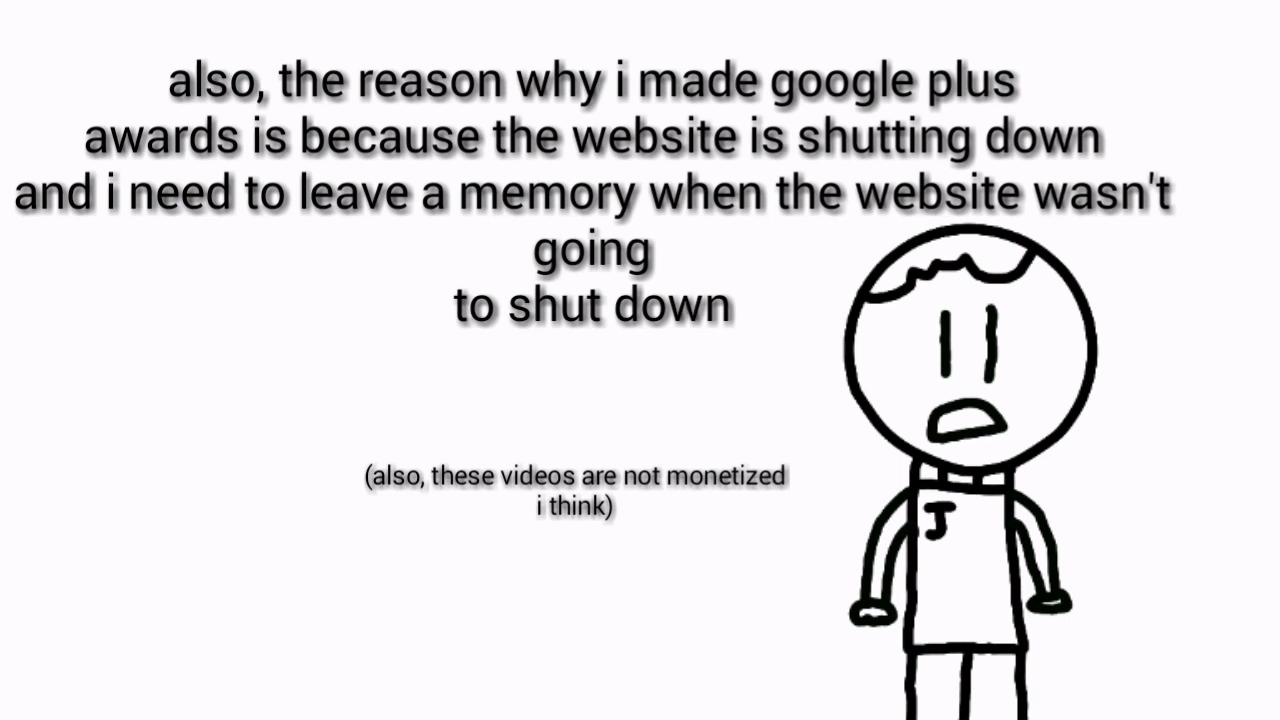 also, the reason why i made google plus
awards is because the website is shutting down
and i need to leave a memory when the website wasn't
going
to shut down
(also, these videos are not monetized
i think)
J